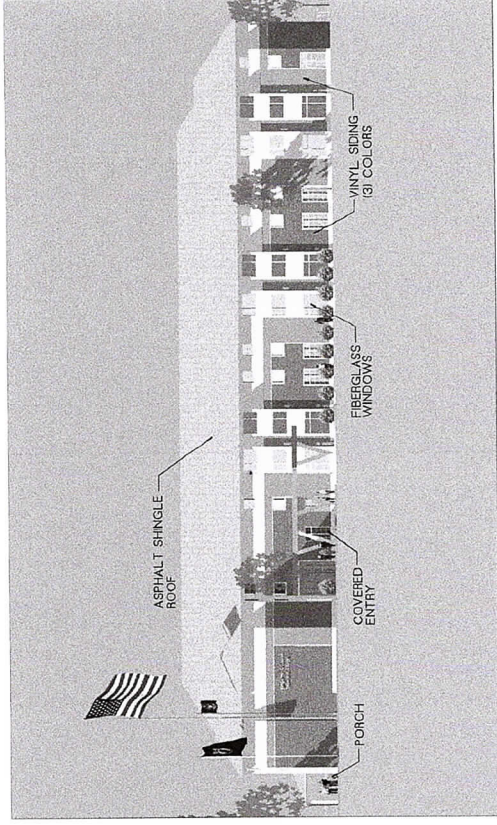 ASPHALT SHINGLE
ROOF
PORCH
COVERED
ENTRY
FIBERGLASS
WINDOWS
VINYL SIDING
(3) COLORS